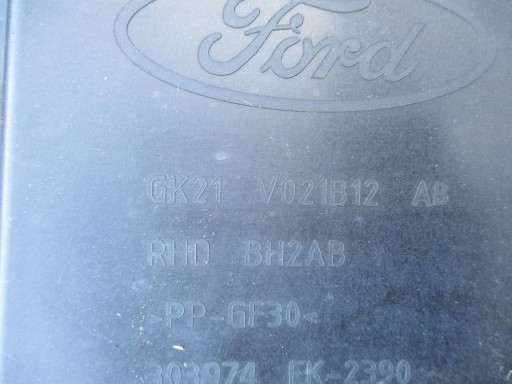 Ford
GK21 V021B12 AB
RHD BH2AB
>PP-GF30<
303974 FK-2390